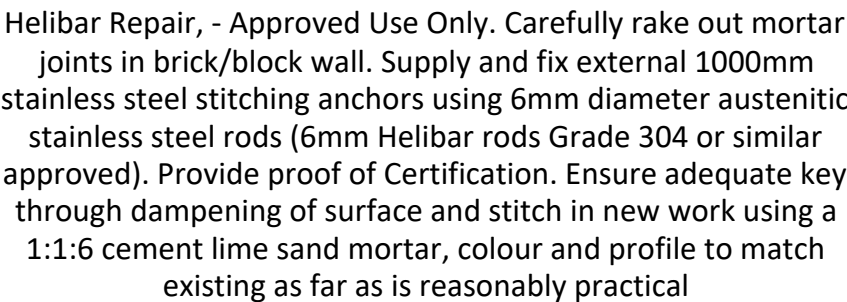 Helibar Repair, - Approved Use Only. Carefully rake out mortar
joints in brick/block wall. Supply and fix external 1000mm
stainless steel stitching anchors using 6mm diameter austenitic
stainless steel rods (6mm Helibar rods Grade 304 or similar
approved). Provide proof of Certification. Ensure adequate key
through dampening of surface and stitch in new work using a
1:1:6 cement lime sand mortar, colour and profile to match
existing as far as is reasonably practical